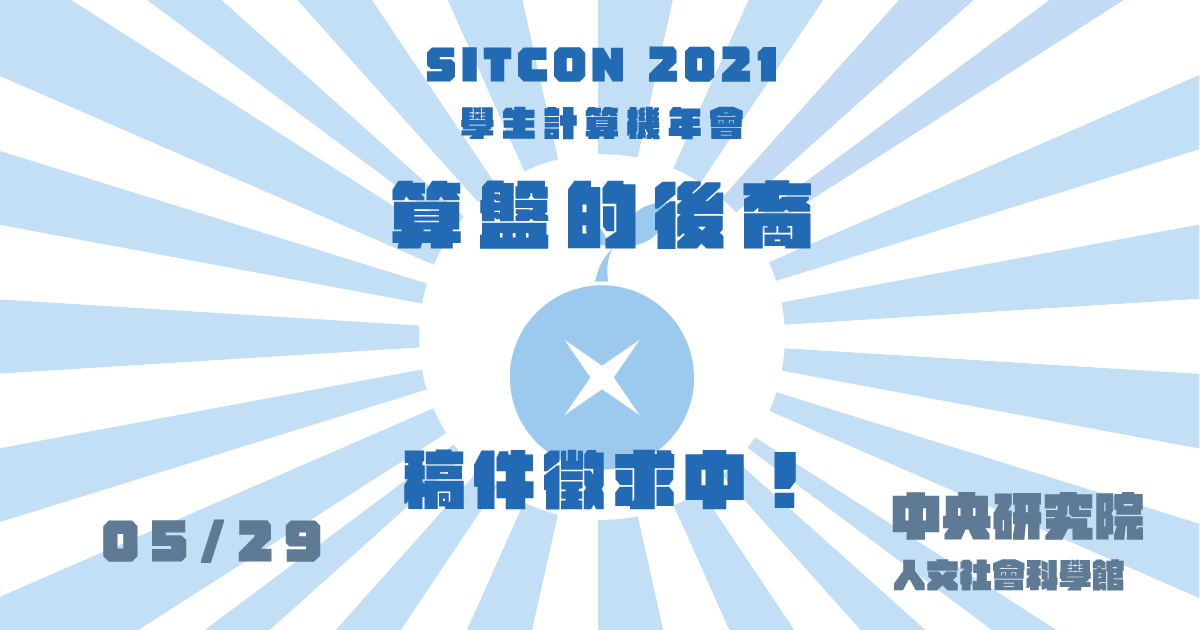 SITCON 2021
學生計算機年會
算盤的後裔
稿件徵求中！
05/29
中央研究院
人文社會科學館